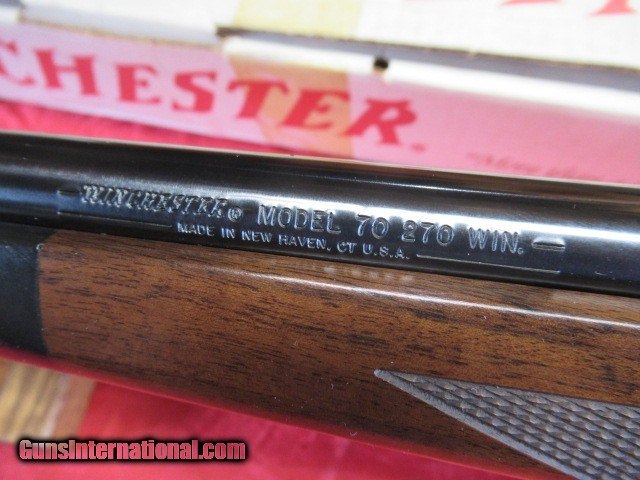 CHESTER.
WINCHESTER® MODEL 70 270 WIN.
MADE IN NEW HAVEN, CT U.S.A.
GunsInternational.com